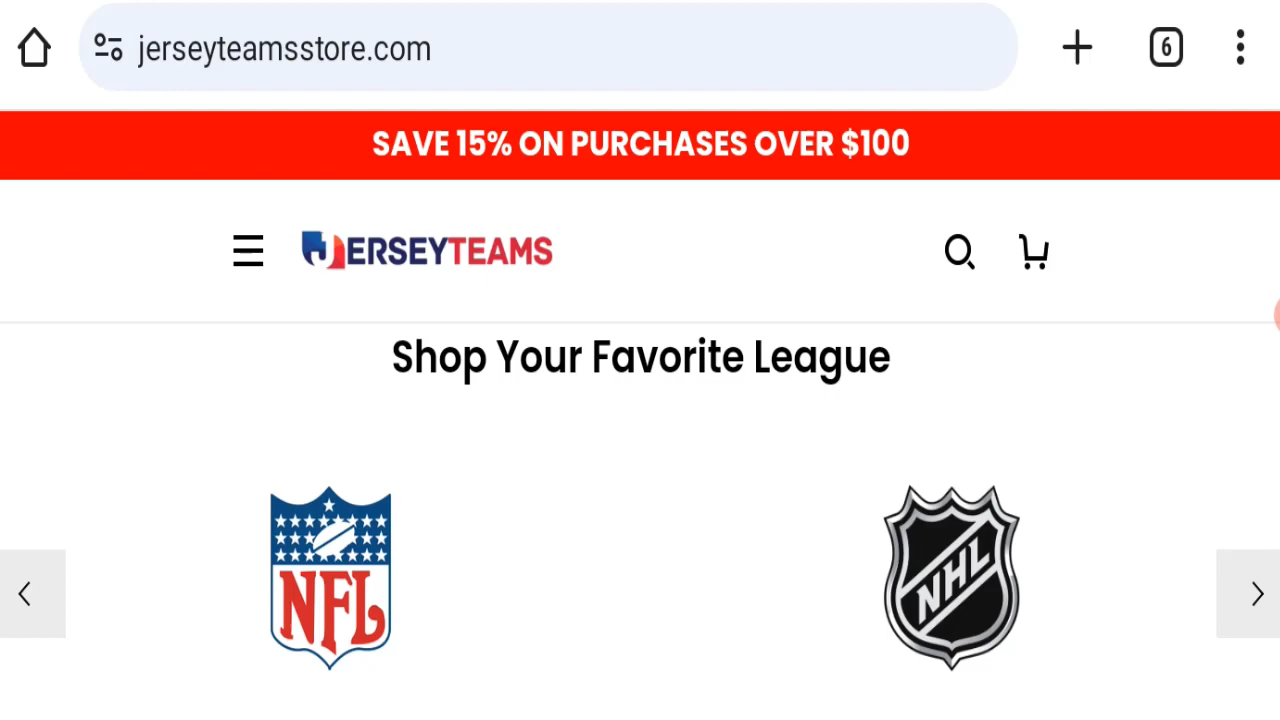 jerseyteamsstore.com
6
SAVE 15% ON PURCHASES OVER $100
JERSEYTEAMS
Shop Your Favorite League
NFL
NHL